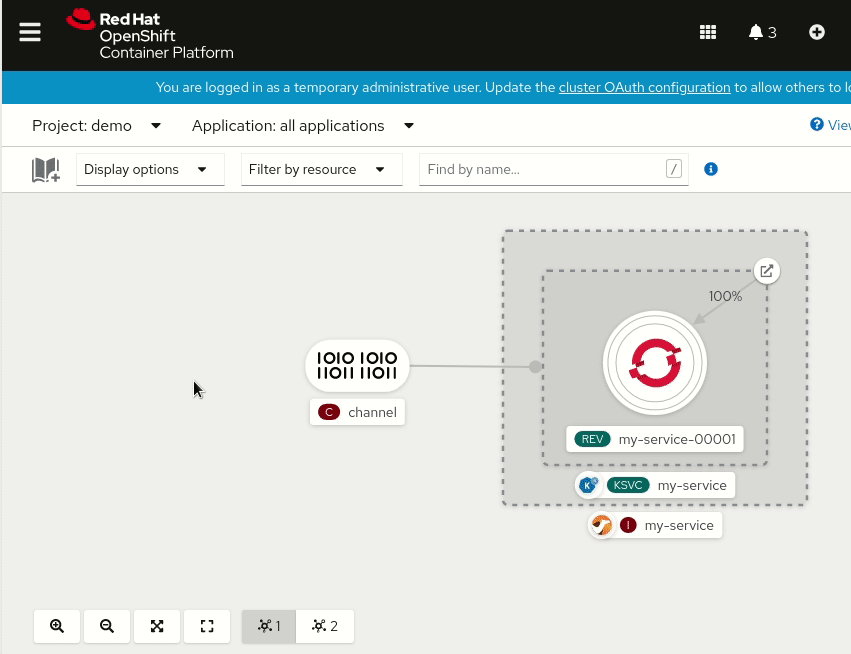 Red Hat
OpenShift
Container Platform
3
You are logged in as a temporary administrative user. Update the cluster OAuth configuration to allow others to lo
Project: demo
Application: all applications
View
Display options
Filter by resource
Find by name...
/
100%
1010 1010
11011 11011
C channel
REV my-service-00001
KSVC my-service
I my-service
1
2